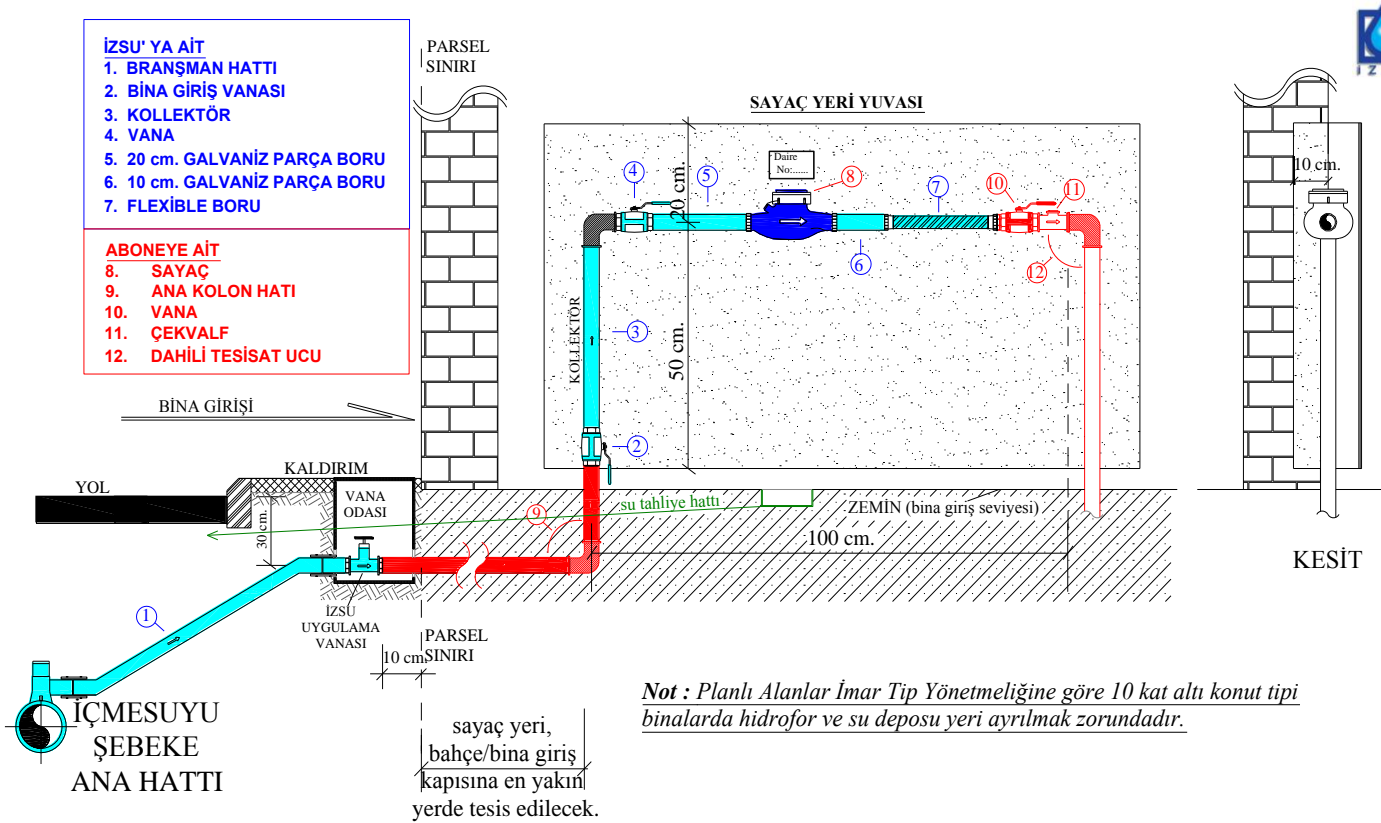 İZSU' YA AİT
1. BRANŞMAN HATTI
2. BİNA GİRİŞ VANASI
3. KOLLEKTÖR
4. VANA
5. 20 cm. GALVANİZ PARÇA BORU
6. 10 cm. GALVANİZ PARÇA BORU
7. FLEXIBLE BORU
ABONEYE AİT
8. SAYAÇ
9. ANA KOLON HATI
10. VANA
11. ÇEKVALF
12. DAHİLİ TESİSAT UCU
PARSEL
SINIRI
SAYAÇ YERİ YUVASI
Daire
No:......
20 cm.
4
5
8
7
10
11
6
12
10 cm.
KOLLEKTÖR
3
50 cm.
2
BİNA GİRİŞİ
KALDIRIM
YOL
VANA
ODASI
30 cm.
9
su tahliye hattı
ZEMİN (bina giriş seviyesi)
100 cm.
KESİT
1
İZSU
UYGULAMA
VANASI
PARSEL
SINIRI
10 cm.
İÇMESUYU
ŞEBEKE
ANA HATTI
sayaç yeri,
bahçe/bina giriş
kapısına en yakın
yerde tesis edilecek.
Not : Planlı Alanlar İmar Tip Yönetmeliğine göre 10 kat altı konut tipi
binalarda hidrofor ve su deposu yeri ayrılmak zorundadır.